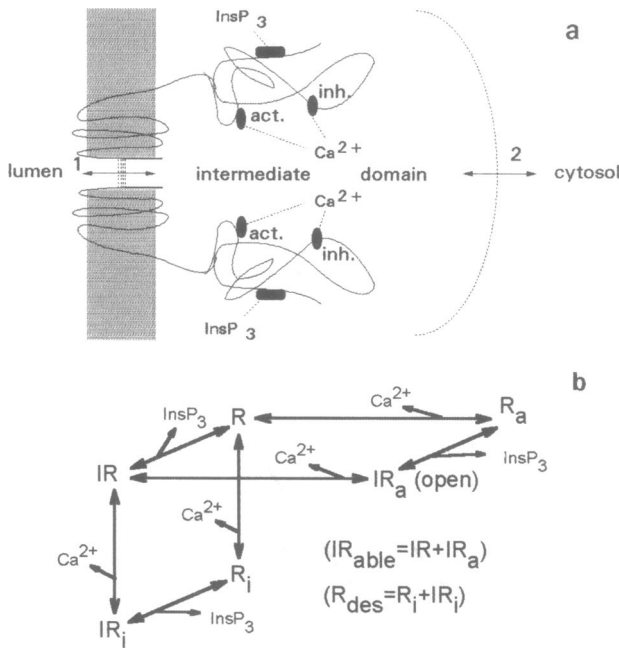 InsP3
a
inh.
act.
Ca2+
lumen 1 intermediate domain 2 cytosol
Ca2+
act.
inh.
InsP3
b
InsP3 R Ca2+ Ra
IR Ca2+ IRa (open) InsP3
Ca2+
Ca2+ (IRable=IR+IRa)
Ri
InsP3 (Rdes=Ri+IRi)
IRi